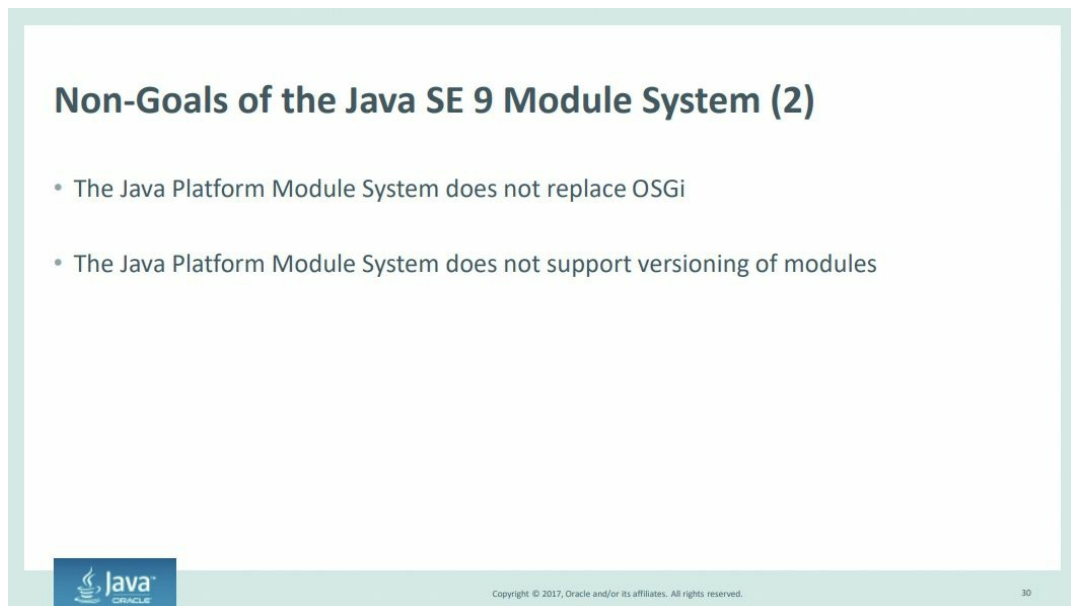 Non-Goals of the Java SE 9 Module System (2)
• The Java Platform Module System does not replace OSGi
• The Java Platform Module System does not support versioning of modules
Java
ORACLE
Copyright © 2017, Oracle and/or its affiliates. All rights reserved.
30